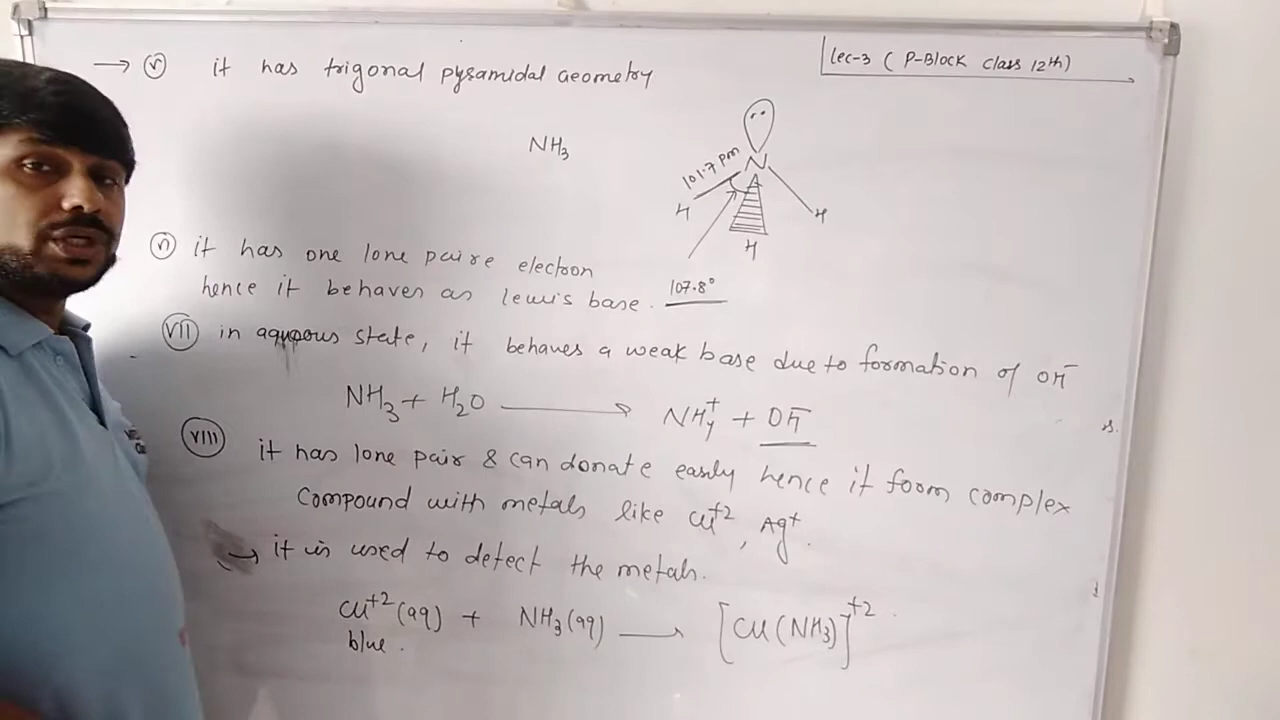 lec-3 ( P-Block Class 12th)
→ (v) it has trigonal pyramidal Geometry
NH₃
101.7 pm
N
H
H
H
107.8°
(vi) it has one lone paire electron
hence it behaves as lewis base.
(VII) in aqueous state, it behaves a weak base due to formation of OH⁻
NH₃ + H₂O → NH₄⁺ + OH⁻
(VIII) it has lone pair & can donate easily hence it form complex
Compound with metals like Cu⁺², Ag⁺.
→ it is used to detect the metals.
Cu⁺²(aq) + NH₃(aq) → [Cu(NH₃)]⁺²
blue.